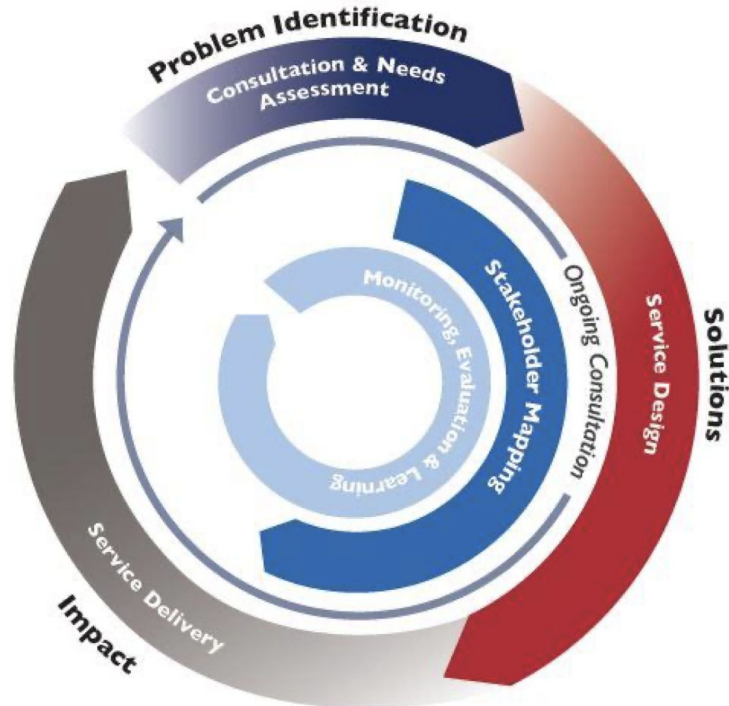 Problem Identification
Consultation & Needs
Assessment
Solutions
Service Design
Ongoing Consultation
Stakeholder Mapping
Monitoring, Evaluation & Learning
Service Delivery
Impact